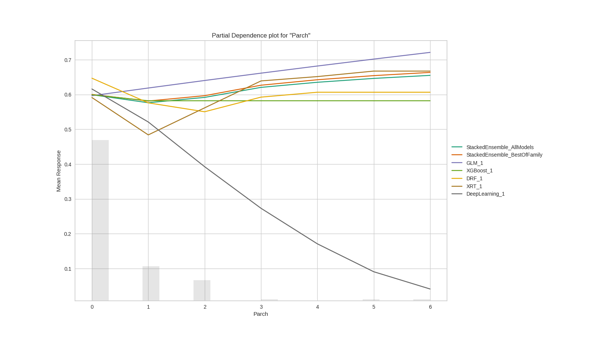 Partial Dependence plot for "Parch"
Mean Response
0.7
0.6
0.5
0.4
0.3
0.2
0.1
0 1 2 3 4 5 6
Parch
StackedEnsemble_AllModels
StackedEnsemble_BestOfFamily
GLM_1
XGBoost_1
DRF_1
XRT_1
DeepLearning_1